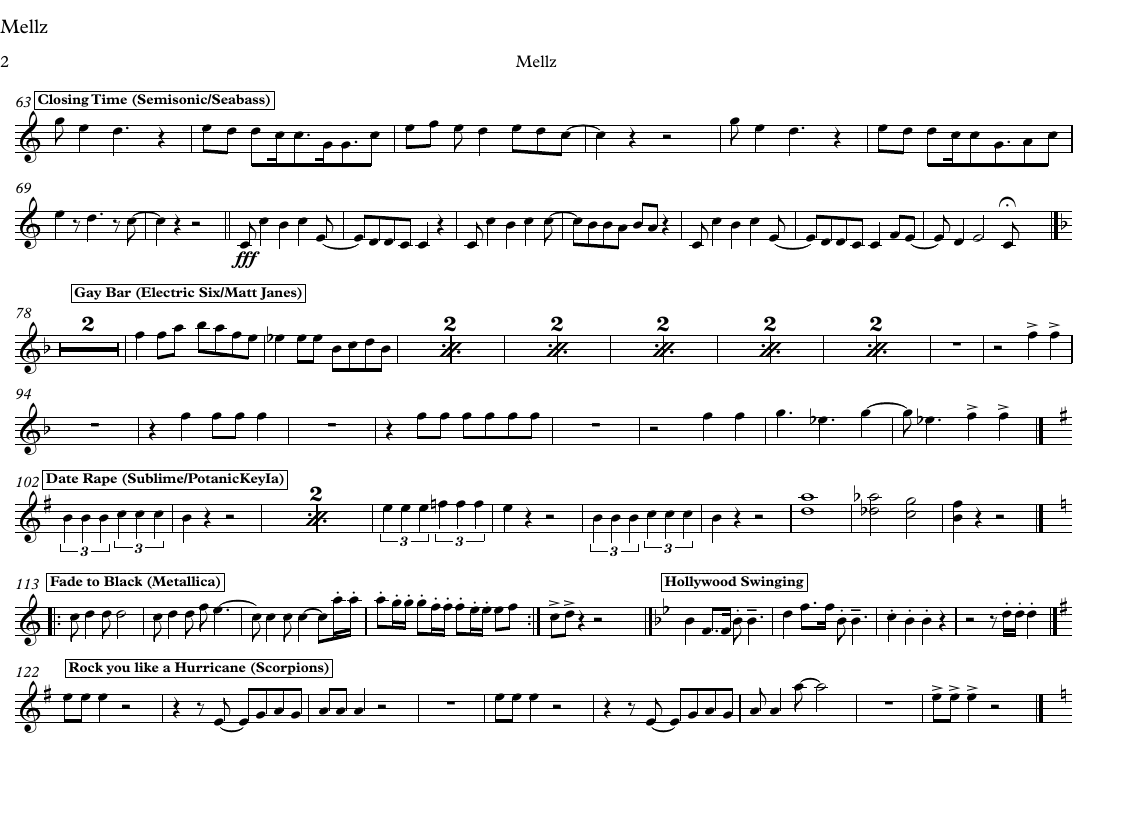 Mellz
2 Mellz
63 Closing Time (Semisonic/Seabass)
69
fff
Gay Bar (Electric Six/Matt Janes)
78 2 2 2 2 2 2
94
102 Date Rape (Sublime/PotanicKeyIa)
2
3 3 3 3 3 3
113 Fade to Black (Metallica) Hollywood Swinging
122 Rock you like a Hurricane (Scorpions)